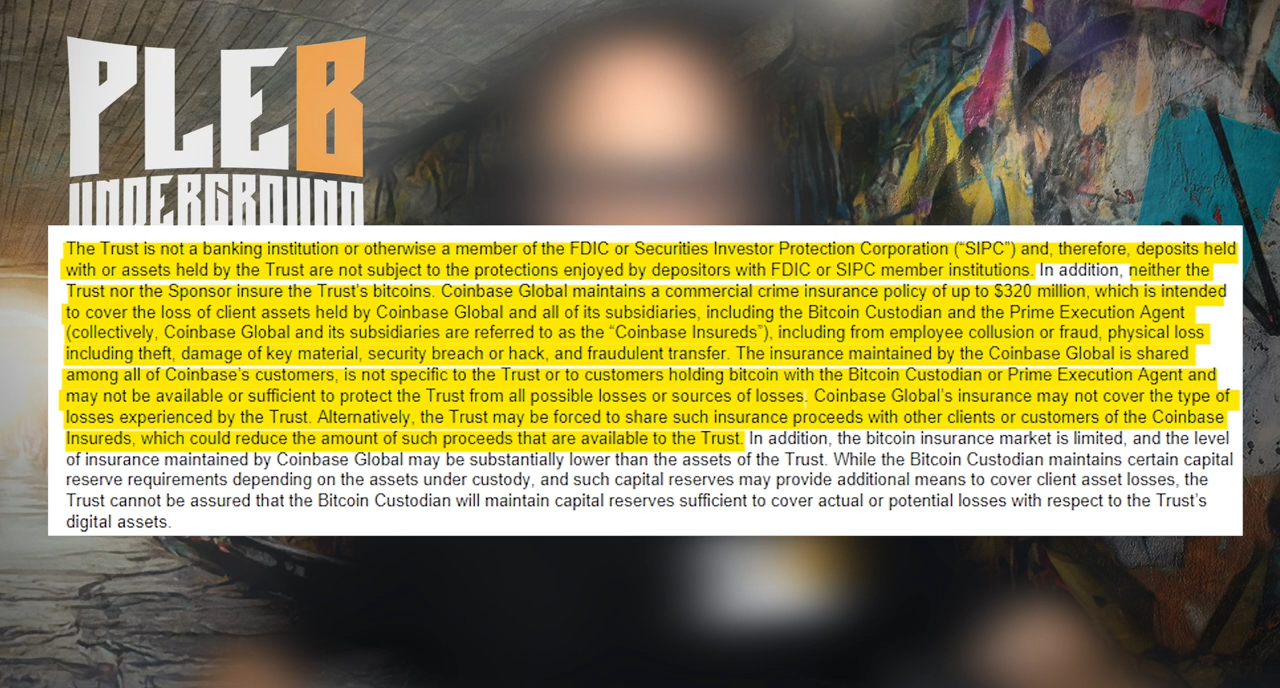 PLEB
UNDERGROUND
The Trust is not a banking institution or otherwise a member of the FDIC or Securities Investor Protection Corporation (“SIPC”) and, therefore, deposits held
with or assets held by the Trust are not subject to the protections enjoyed by depositors with FDIC or SIPC member institutions. In addition, neither the
Trust nor the Sponsor insure the Trust’s bitcoins. Coinbase Global maintains a commercial crime insurance policy of up to $320 million, which is intended
to cover the loss of client assets held by Coinbase Global and all of its subsidiaries, including the Bitcoin Custodian and the Prime Execution Agent
(collectively, Coinbase Global and its subsidiaries are referred to as the “Coinbase Insureds”), including from employee collusion or fraud, physical loss
including theft, damage of key material, security breach or hack, and fraudulent transfer. The insurance maintained by the Coinbase Global is shared
among all of Coinbase’s customers, is not specific to the Trust or to customers holding bitcoin with the Bitcoin Custodian or Prime Execution Agent and
may not be available or sufficient to protect the Trust from all possible losses or sources of losses. Coinbase Global’s insurance may not cover the type of
losses experienced by the Trust. Alternatively, the Trust may be forced to share such insurance proceeds with other clients or customers of the Coinbase
Insureds, which could reduce the amount of such proceeds that are available to the Trust. In addition, the bitcoin insurance market is limited, and the level
of insurance maintained by Coinbase Global may be substantially lower than the assets of the Trust. While the Bitcoin Custodian maintains certain capital
reserve requirements depending on the assets under custody, and such capital reserves may provide additional means to cover client asset losses, the
Trust cannot be assured that the Bitcoin Custodian will maintain capital reserves sufficient to cover actual or potential losses with respect to the Trust’s
digital assets.